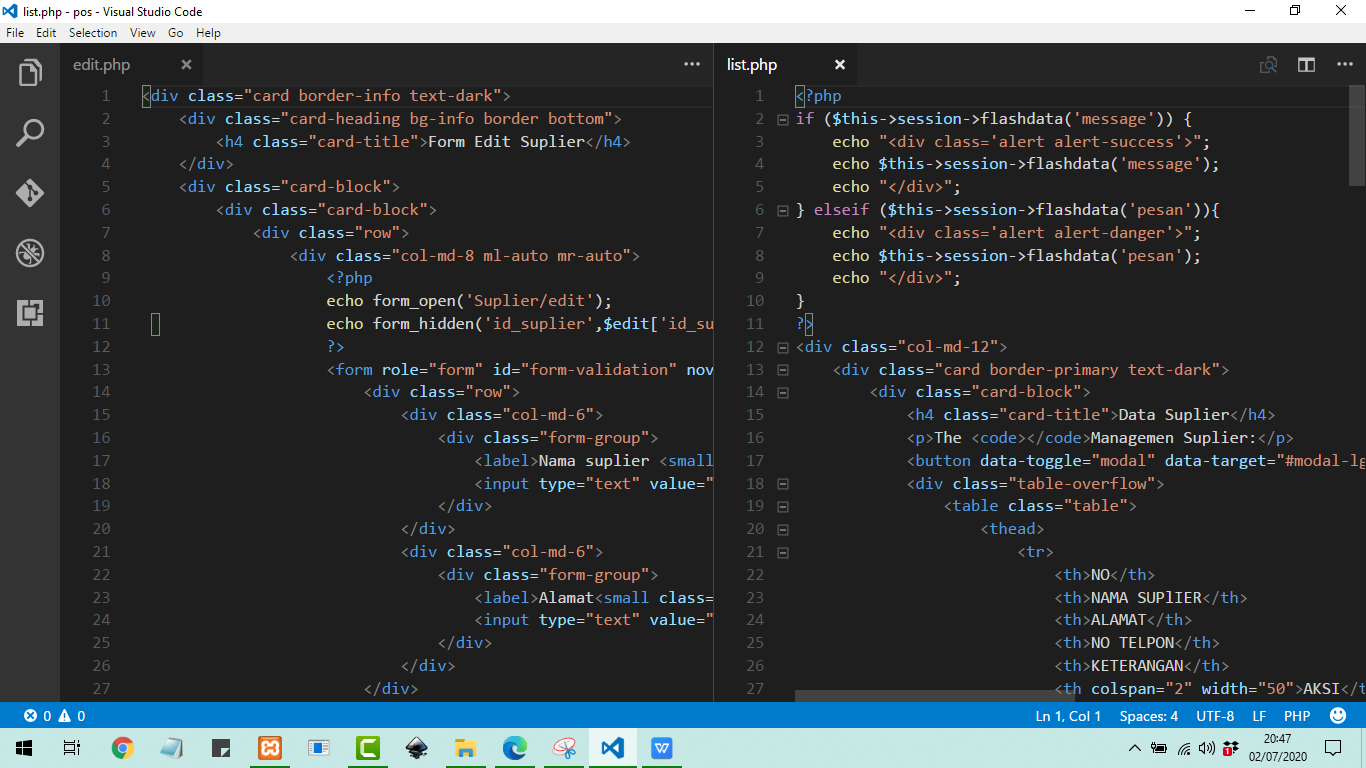 list.php - pos - Visual Studio Code
File Edit Selection View Go Help
edit.php
1 <div class="card border-info text-dark">
2 <div class="card-heading bg-info border bottom">
3 <h4 class="card-title">Form Edit Suplier</h4>
4 </div>
5 <div class="card-block">
6 <div class="card-block">
7 <div class="row">
8 <div class="col-md-8 ml-auto mr-auto">
9 <?php
10 echo form_open('Suplier/edit');
11 echo form_hidden('id_suplier',$edit['id_su
12 ?>
13 <form role="form" id="form-validation" nov
14 <div class="row">
15 <div class="col-md-6">
16 <div class="form-group">
17 <label>Nama suplier <small
18 <input type="text" value="
19 </div>
20 </div>
21 <div class="col-md-6">
22 <div class="form-group">
23 <label>Alamat<small class=
24 <input type="text" value="
25 </div>
26 </div>
27 </div>
list.php
1 <?php
2 if ($this->session->flashdata('message')) {
3 echo "<div class='alert alert-success'>";
4 echo $this->session->flashdata('message');
5 echo "</div>";
6 } elseif ($this->session->flashdata('pesan')){
7 echo "<div class='alert alert-danger'>";
8 echo $this->session->flashdata('pesan');
9 echo "</div>";
10 }
11 ?>
12 <div class="col-md-12">
13 <div class="card border-primary text-dark">
14 <div class="card-block">
15 <h4 class="card-title">Data Suplier</h4>
16 <p>The <code></code>Managemen Suplier:</p>
17 <button data-toggle="modal" data-target="#modal-lg
18 <div class="table-overflow">
19 <table class="table">
20 <thead>
21 <tr>
22 <th>NO</th>
23 <th>NAMA SUPlIER</th>
24 <th>ALAMAT</th>
25 <th>NO TELPON</th>
26 <th>KETERANGAN</th>
27 <th colspan="2" width="50">AKSI</t
0 0
Ln 1, Col 1 Spaces: 4 UTF-8 LF PHP
20:47
02/07/2020